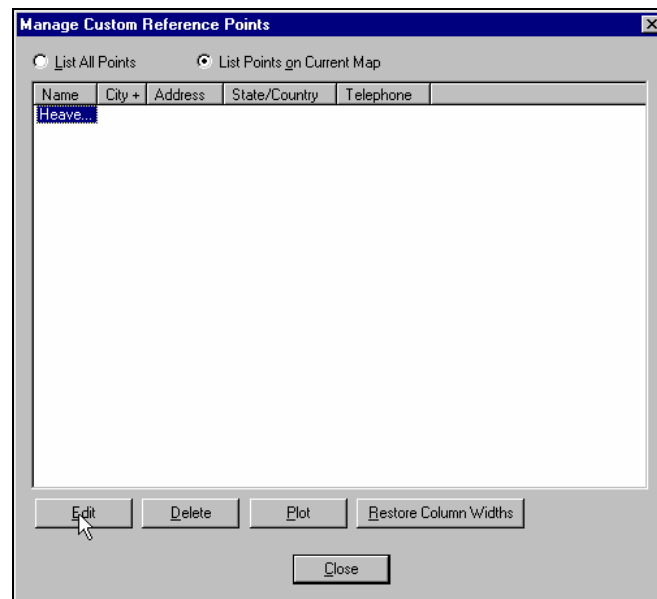 Manage Custom Reference Points
List All Points List Points on Current Map
Name City + Address State/Country Telephone
Heave...
Edit Delete Plot Restore Column Widths
Close